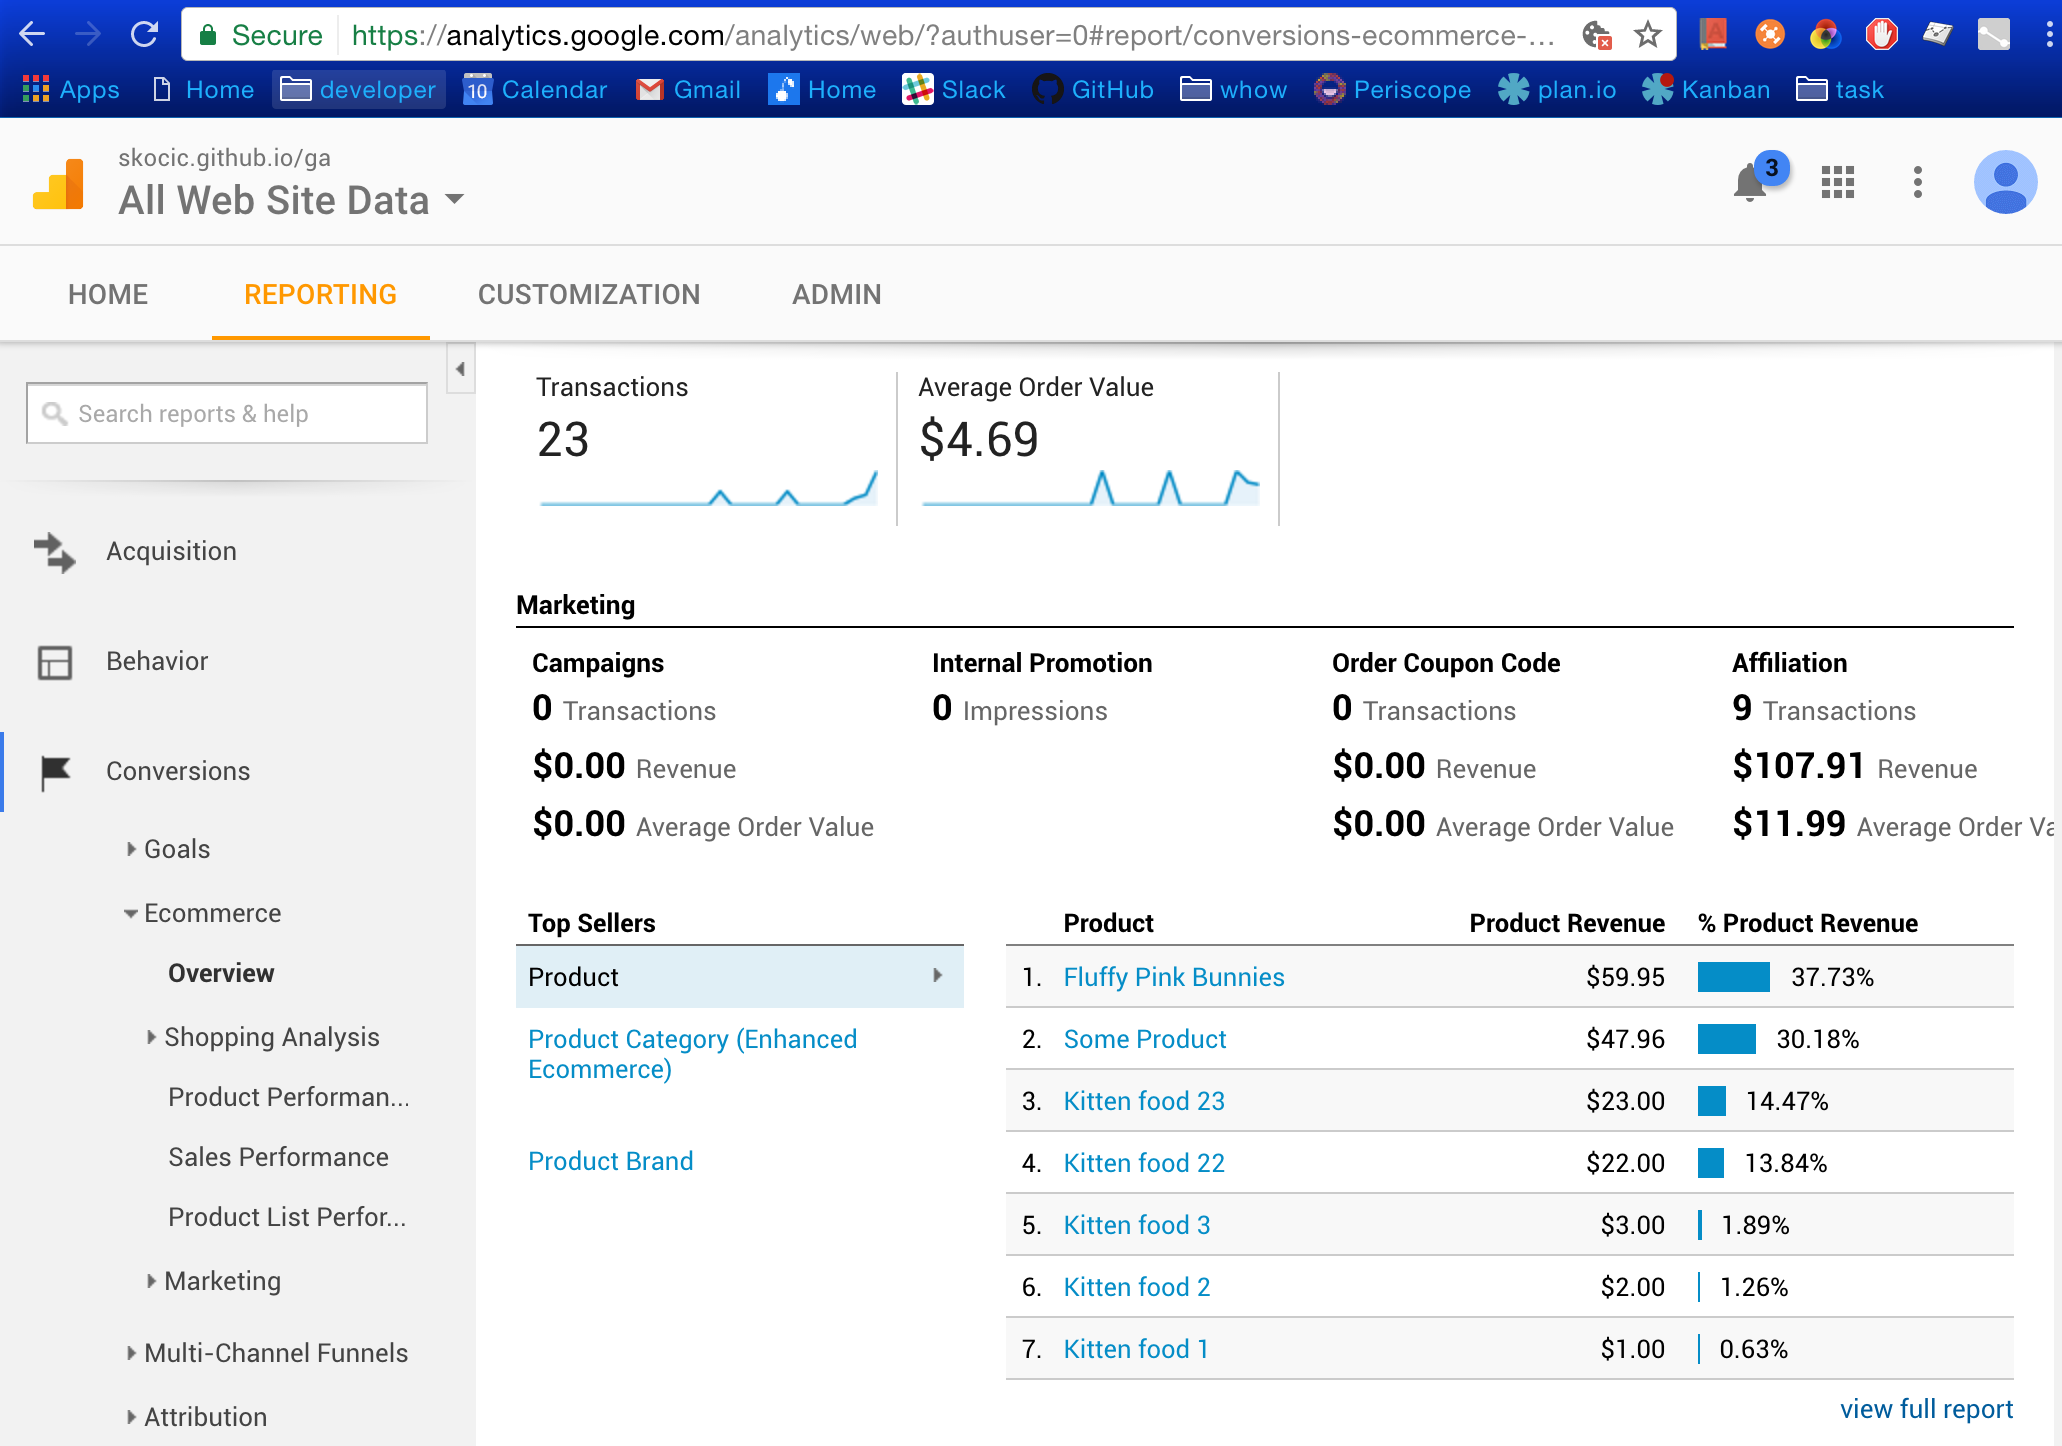 Secure https://analytics.google.com/analytics/web/?authuser=0#report/conversions-ecommerce-...
Apps Home developer 10 Calendar Gmail Home Slack GitHub whow Periscope plan.io Kanban task
skocic.github.io/ga
All Web Site Data
3
HOME REPORTING CUSTOMIZATION ADMIN
Search reports & help
Acquisition
Behavior
Conversions
Goals
Ecommerce
Overview
Shopping Analysis
Product Performan...
Sales Performance
Product List Perfor...
Marketing
Multi-Channel Funnels
Attribution
Transactions
23
Average Order Value
$4.69
Marketing
Campaigns
0 Transactions
$0.00 Revenue
$0.00 Average Order Value
Internal Promotion
0 Impressions
Order Coupon Code
0 Transactions
$0.00 Revenue
$0.00 Average Order Value
Affiliation
9 Transactions
$107.91 Revenue
$11.99 Average Order Va
Top Sellers
Product
Product Category (Enhanced
Ecommerce)
Product Brand
Product Product Revenue % Product Revenue
1. Fluffy Pink Bunnies $59.95 37.73%
2. Some Product $47.96 30.18%
3. Kitten food 23 $23.00 14.47%
4. Kitten food 22 $22.00 13.84%
5. Kitten food 3 $3.00 1.89%
6. Kitten food 2 $2.00 1.26%
7. Kitten food 1 $1.00 0.63%
view full report